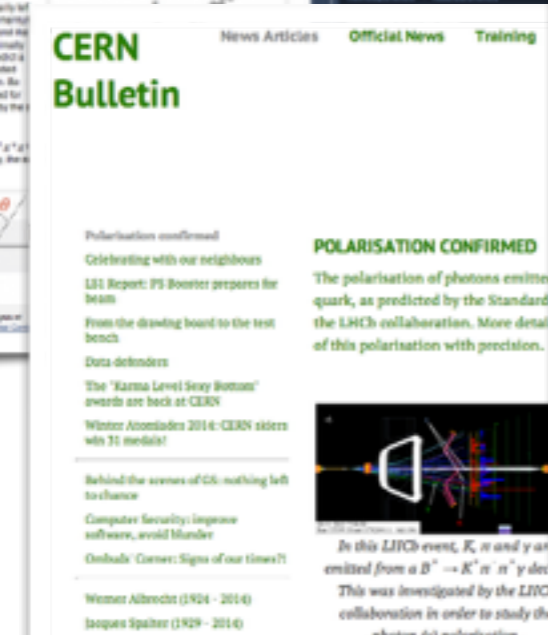 CERN
Bulletin
News Articles
Official News
Training
Polarisation confirmed
Celebrating with our neighbours
LS1 Report: PS Booster prepares for
beam
From the drawing board to the test
bench
Data defenders
The "Karma Level Sexy Bottom"
awards are back at CERN
Winter Atomiades 2014: CERN skiers
win 31 medals!
Behind the scenes of GS: nothing left
to chance
Computer Security: improve
software, avoid blunder
Ombuds' Corner: Signs of our times?!
Werner Albrecht (1924 - 2014)
Jacques Spalter (1929 - 2014)
POLARISATION CONFIRMED
The polarisation of photons emitte
quark, as predicted by the Standard
the LHCb collaboration. More detai
of this polarisation with precision.
In this LHCb event, K, π and γ ar
emitted from a B⁺ → K⁺π⁻π⁺γ dec
This was investigated by the LHC
collaboration in order to study th
photon polarisation
θ